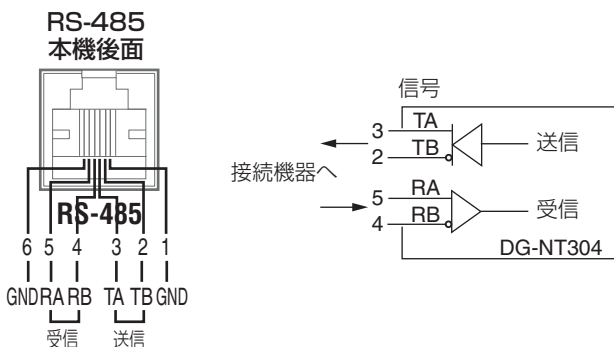 RS-485
本機後面
RS-485
6 5 4 3 2 1
GND RA RB TA TB GND
受信 送信
信号
3 TA
2 TB
送信
接続機器へ
5 RA
4 RB
受信
DG-NT304